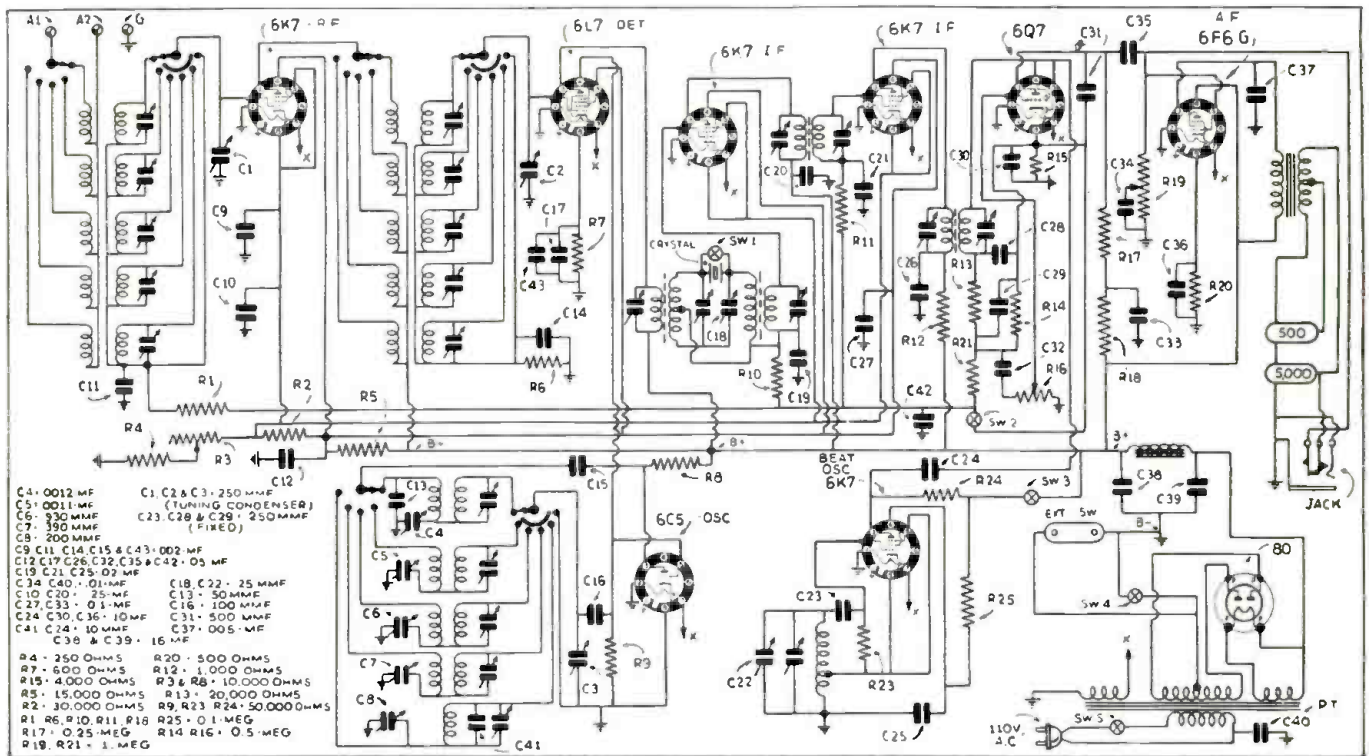 A1 A2 G
6K7-RF
6L7 DET
6K7 IF
6K7 IF
6Q7
C31
C35
A.F.
6F6G
C37
C1
C2
C9
C10
C17
C43
R7
C14
R6
CRYSTAL
SW 1
C18
R10
C19
C20
C21
R11
C27
C30
R15
C28
C26
R13
C29
R14
R12
R21
C32
R16
C34
R19
R17
C36
R20
C33
R18
500
5,000
C11
R1
R2
R5
R4
R3
C12
B+
C15
R8
B+
C42
SW 2
B+
C13
C4
C5
C6
C7
C8
C41
6C5-OSC
C16
C3
R9
BEAT
OSC
6K7
C24
R24
SW 3
C23
R23
C22
C25
R25
C38
C39
B-
EXT SW
SW 4
80
JACK
110V.
A.C.
SW 5
C40
P.T
X
C4 = .0012 MF
C5 = .0011-MF
C6 = 930 MMF
C7 = 390 MMF
C8 = 200 MMF
C1, C2 & C3 = 250 MMF
(TUNING CONDENSER)
C23, C28 & C29 = 250 MMF
(FIXED)
C9 C11 C14, C15 & C43 = .002-MF
C12, C17 C26, C32, C35 & C42 = .05 MF
C19 C21 C25 = .02 MF
C34 C40, = .01-MF C18, C22 = 25 MMF
C10 C20 = .25-MF C13 = 50 MMF
C27, C33 = 0.1-MF C16 = 100 MMF
C24 C30, C36 = 10 MF C31 = 500 MMF
C41 C24 = 10 MMF C37 = .005-MF
C38 & C39 = 16 MF
R4 = 250 OHMS R20 = 500 OHMS
R7 = 600 OHMS R12 = 1,000 OHMS
R15 = 4,000 OHMS R3 & R8 = 10,000 OHMS
R5 = 15,000 OHMS R13 = 20,000 OHMS
R2 = 30,000 OHMS R9, R23 R24 = 50,000 OHMS
R1 R6, R10, R11, R18 R25 = 0.1-MEG
R17 = 0.25-MEG R14 R16 = 0.5-MEG
R19, R21 = 1. MEG